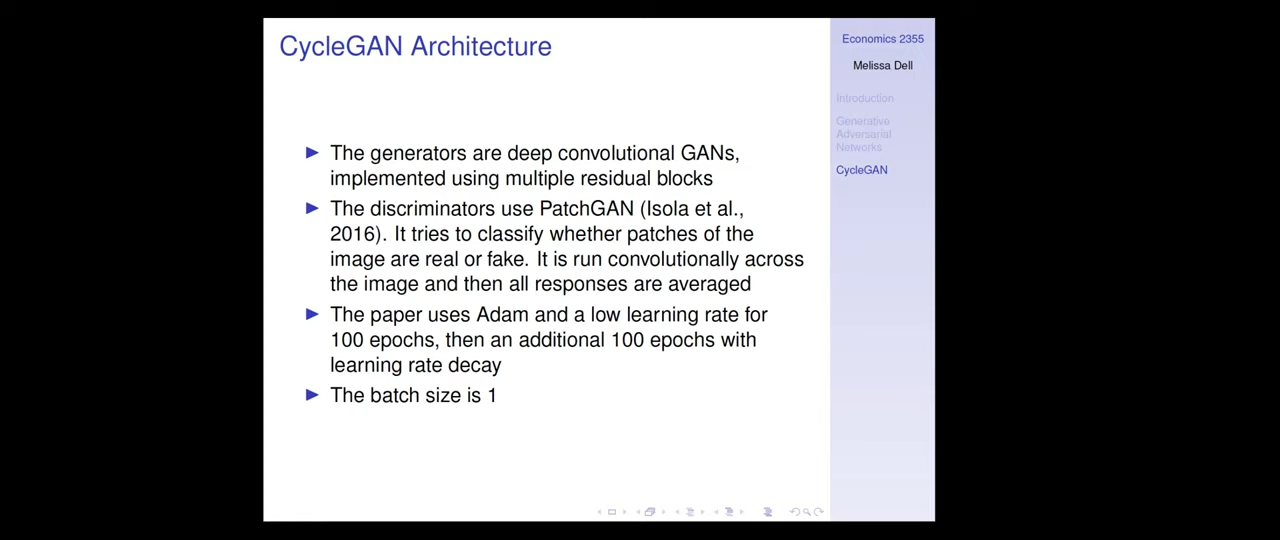 CycleGAN Architecture
The generators are deep convolutional GANs,
implemented using multiple residual blocks
The discriminators use PatchGAN (Isola et al.,
2016). It tries to classify whether patches of the
image are real or fake. It is run convolutionally across
the image and then all responses are averaged
The paper uses Adam and a low learning rate for
100 epochs, then an additional 100 epochs with
learning rate decay
The batch size is 1
Economics 2355
Melissa Dell
Introduction
Generative
Adversarial
Networks
CycleGAN